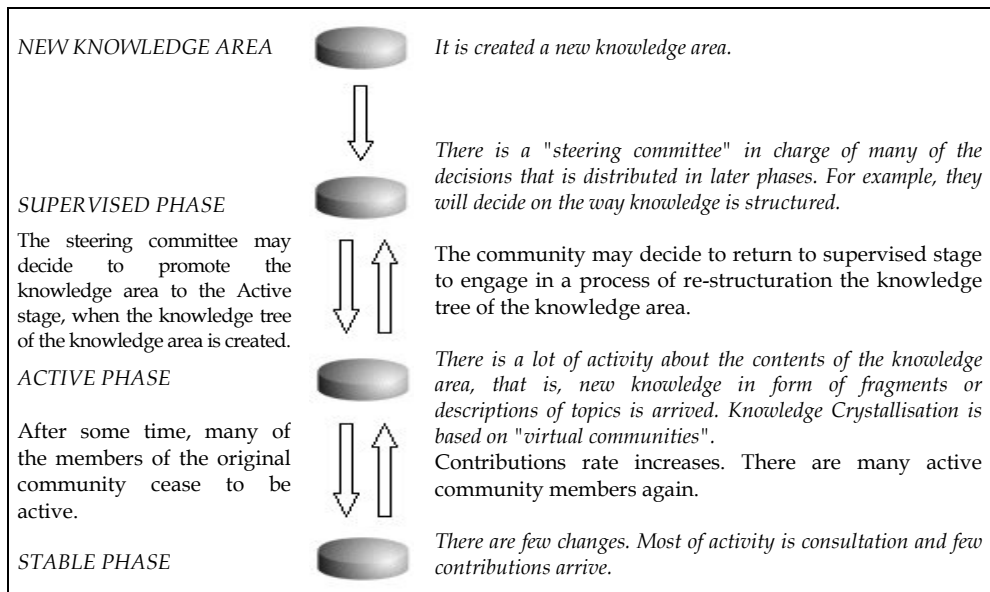 NEW KNOWLEDGE AREA
It is created a new knowledge area.
There is a "steering committee" in charge of many of the
decisions that is distributed in later phases. For example, they
will decide on the way knowledge is structured.
SUPERVISED PHASE
The steering committee may
decide to promote the
knowledge area to the Active
stage, when the knowledge tree
of the knowledge area is created.
The community may decide to return to supervised stage
to engage in a process of re-structuration the knowledge
tree of the knowledge area.
ACTIVE PHASE
There is a lot of activity about the contents of the knowledge
area, that is, new knowledge in form of fragments or
descriptions of topics is arrived. Knowledge Crystallisation is
based on "virtual communities".
After some time, many of
the members of the original
community cease to be
active.
Contributions rate increases. There are many active
community members again.
STABLE PHASE
There are few changes. Most of activity is consultation and few
contributions arrive.